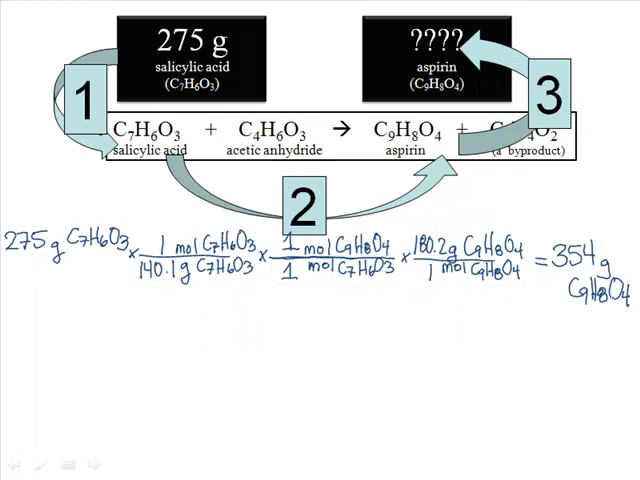 275 g
salicylic acid
(C₇H₆O₃)
????
aspirin
(C₉H₈O₄)
1
3
C₇H₆O₃ + C₄H₆O₃ → C₉H₈O₄ +
salicylic acid acetic anhydride aspirin (a byproduct)
2
275 g C₇H₆O₃ × 1 mol C₇H₆O₃ / 140.1 g C₇H₆O₃ × 1 mol C₉H₈O₄ / 1 mol C₇H₆O₃ × 180.2 g C₉H₈O₄ / 1 mol C₉H₈O₄ = 354 g
C₉H₈O₄